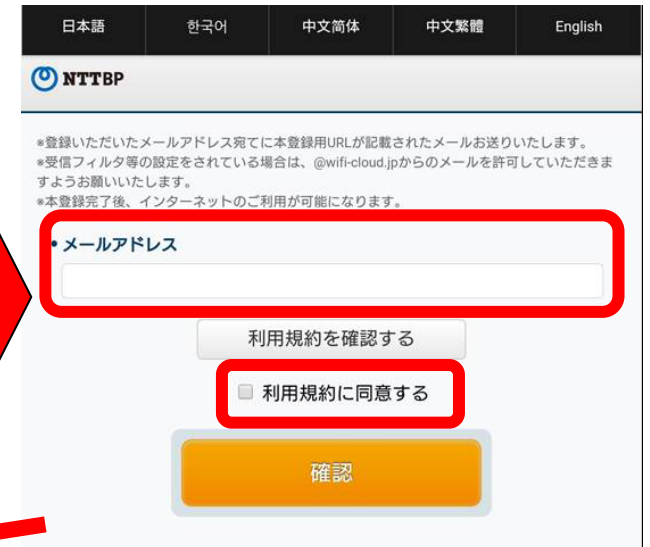 日本語 한국어 中文简体 中文繁體 English
NTTBP
※登録いただいたメールアドレス宛てに本登録用URLが記載されたメールお送りいたします。
※受信フィルタ等の設定をされている場合は、@wifi-cloud.jpからのメールを許可していただきま
すようお願いいたします。
※本登録完了後、インターネットのご利用が可能になります。
•メールアドレス
利用規約を確認する
利用規約に同意する
確認